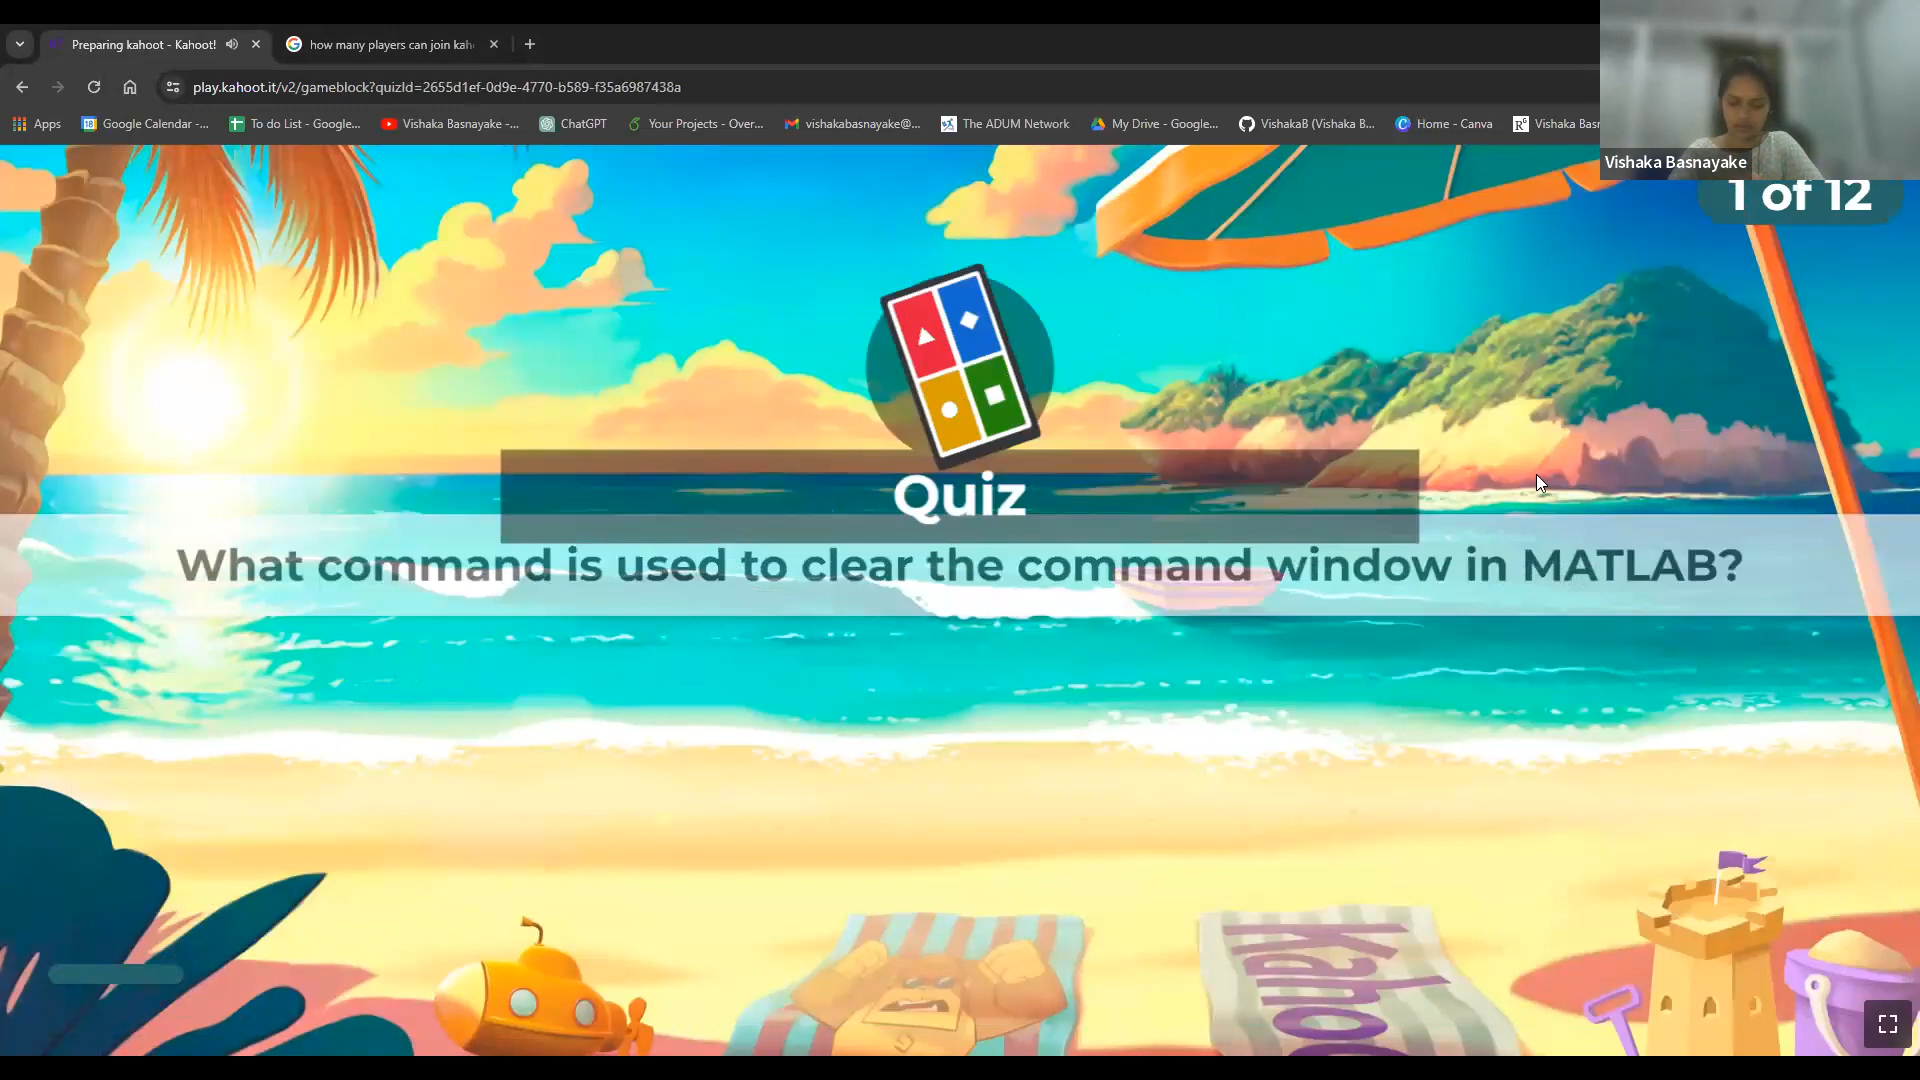 Preparing kahoot - Kahoot!
how many players can join kah
play.kahoot.it/v2/gameblock?quizId=2655d1ef-0d9e-4770-b589-f35a6987438a
Apps
18
Google Calendar -...
To do List - Google...
Vishaka Basnayake -...
ChatGPT
Your Projects - Over...
vishakabasnayake@...
The ADUM Network
My Drive - Google...
VishakaB (Vishaka B...
Home - Canva
Vishaka Basn
Vishaka Basnayake
1 of 12
Quiz
What command is used to clear the command window in MATLAB?
Kahoo